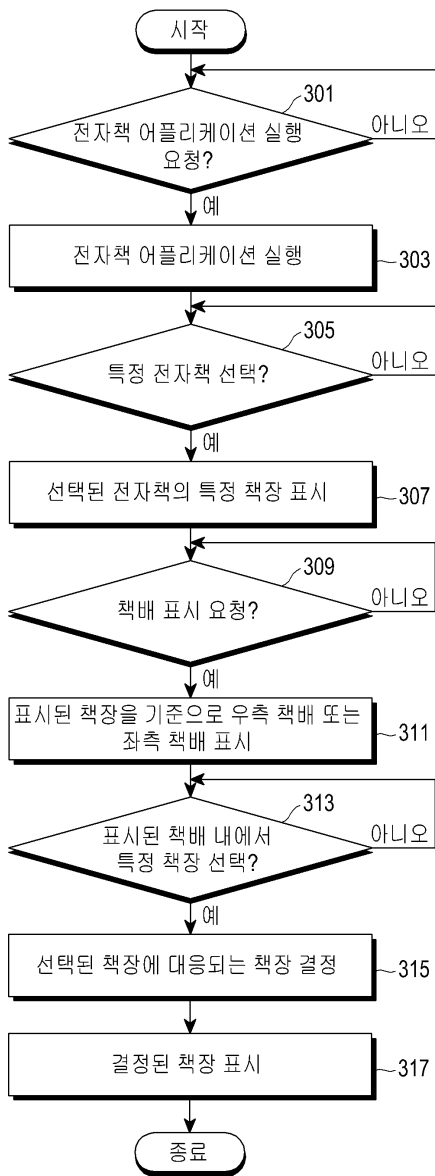 시작
301
전자책 어플리케이션 실행
요청?
아니오
예
전자책 어플리케이션 실행
303
305
특정 전자책 선택?
아니오
예
선택된 전자책의 특정 책장 표시
307
309
책배 표시 요청?
아니오
예
표시된 책장을 기준으로 우측 책배 또는
좌측 책배 표시
311
313
표시된 책배 내에서
특정 책장 선택?
아니오
예
선택된 책장에 대응되는 책장 결정
315
결정된 책장 표시
317
종료